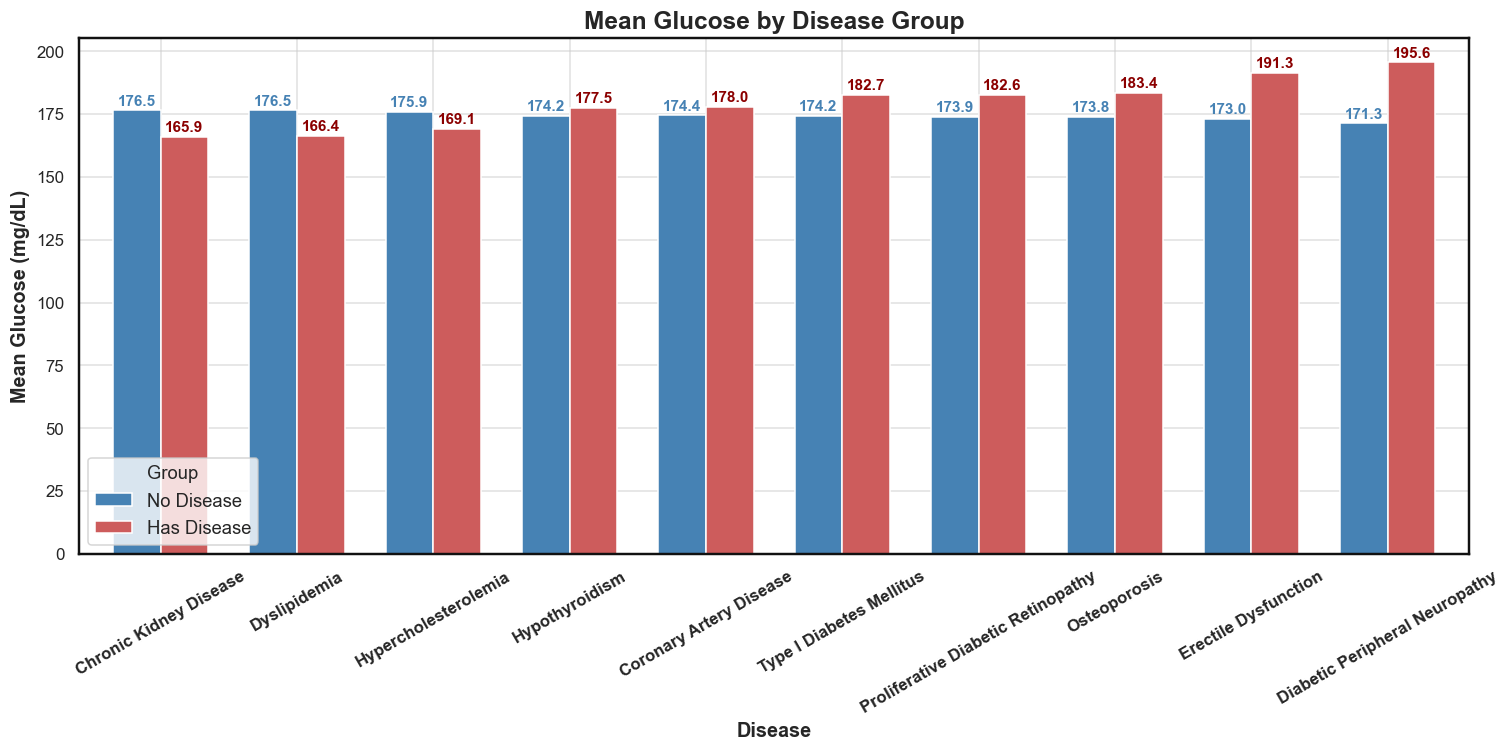 Mean Glucose by Disease Group
Mean Glucose (mg/dL)
200
175
150
125
100
75
50
25
0
176.5
165.9
176.5
166.4
175.9
169.1
174.2
177.5
174.4
178.0
174.2
182.7
173.9
182.6
173.8
183.4
173.0
191.3
171.3
195.6
Group
No Disease
Has Disease
Chronic Kidney Disease
Dyslipidemia
Hypercholesterolemia
Hypothyroidism
Coronary Artery Disease
Type I Diabetes Mellitus
Proliferative Diabetic Retinopathy
Osteoporosis
Erectile Dysfunction
Diabetic Peripheral Neuropathy
Disease